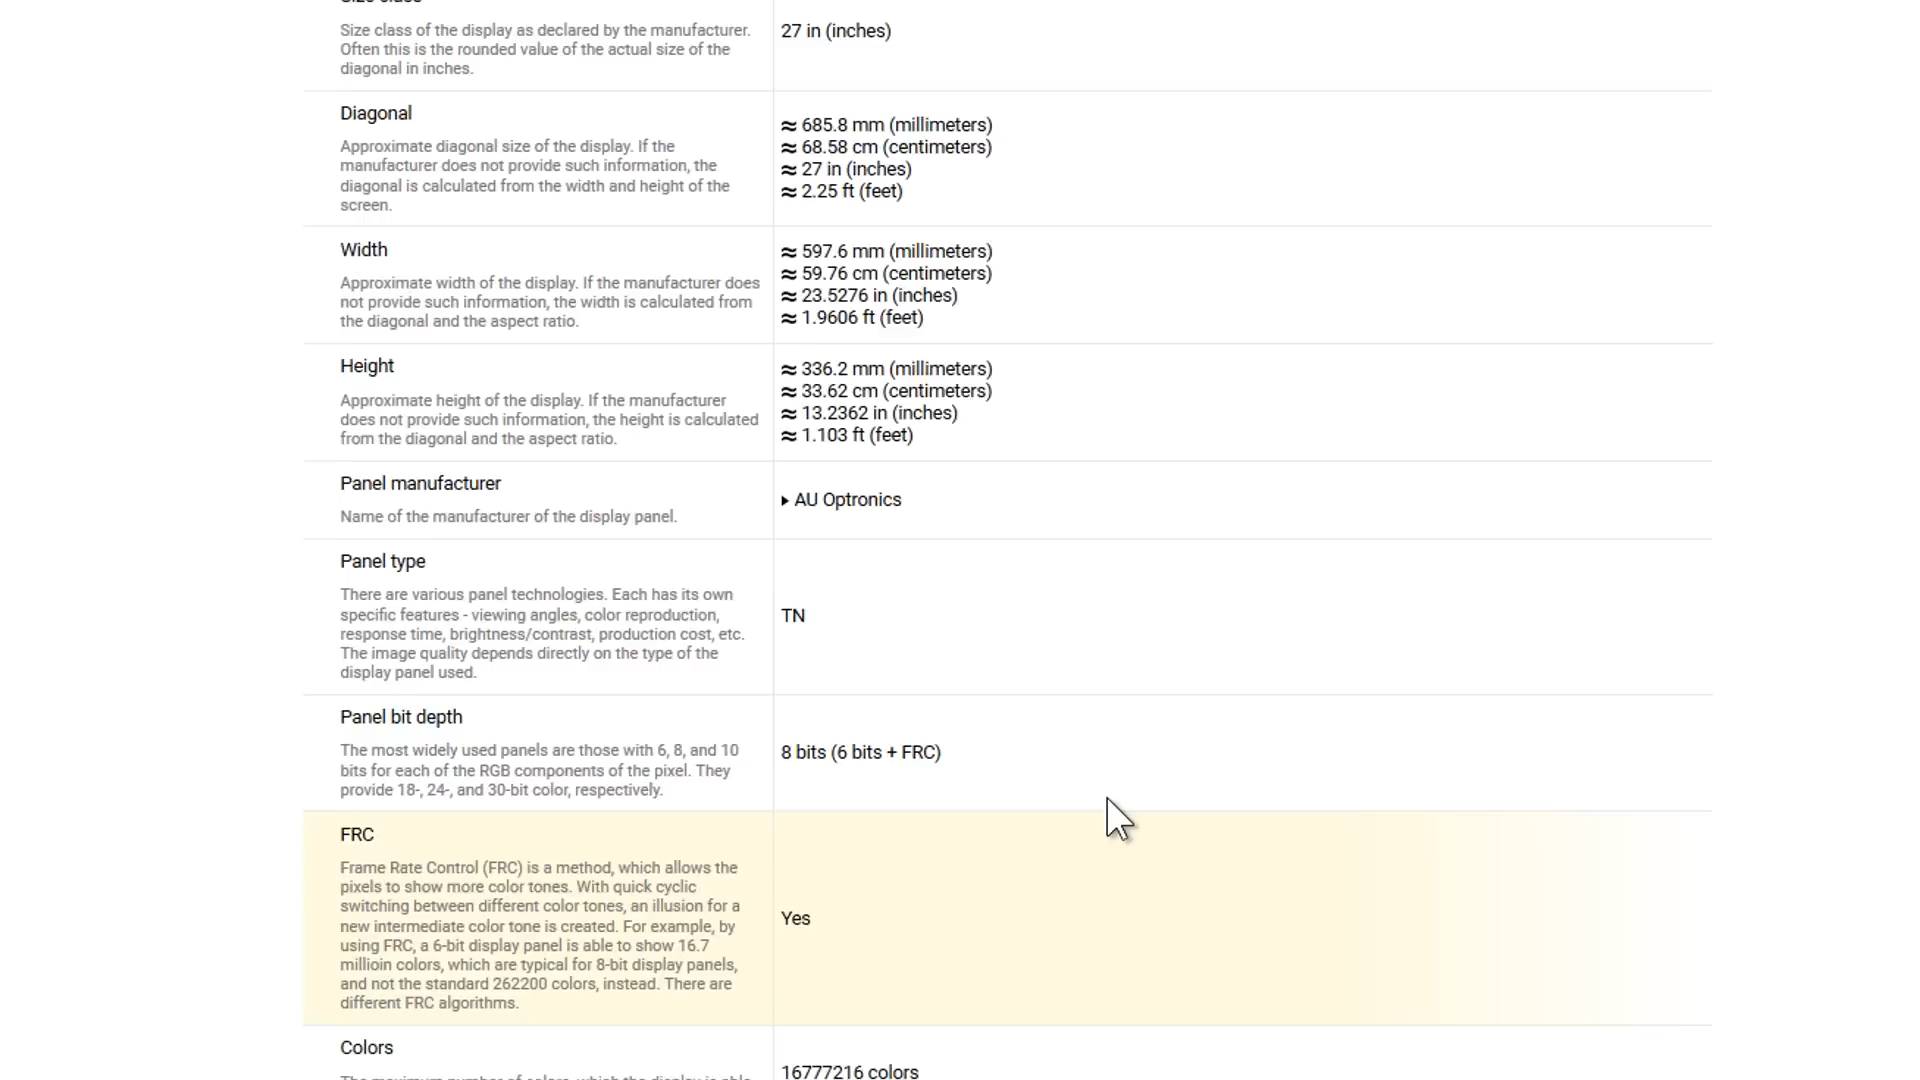 Size class
Size class of the display as declared by the manufacturer.
Often this is the rounded value of the actual size of the
diagonal in inches.
27 in (inches)
Diagonal
Approximate diagonal size of the display. If the
manufacturer does not provide such information, the
diagonal is calculated from the width and height of the
screen.
≈ 685.8 mm (millimeters)
≈ 68.58 cm (centimeters)
≈ 27 in (inches)
≈ 2.25 ft (feet)
Width
Approximate width of the display. If the manufacturer does
not provide such information, the width is calculated from
the diagonal and the aspect ratio.
≈ 597.6 mm (millimeters)
≈ 59.76 cm (centimeters)
≈ 23.5276 in (inches)
≈ 1.9606 ft (feet)
Height
Approximate height of the display. If the manufacturer
does not provide such information, the height is calculated
from the diagonal and the aspect ratio.
≈ 336.2 mm (millimeters)
≈ 33.62 cm (centimeters)
≈ 13.2362 in (inches)
≈ 1.103 ft (feet)
Panel manufacturer
Name of the manufacturer of the display panel.
AU Optronics
Panel type
There are various panel technologies. Each has its own
specific features - viewing angles, color reproduction,
response time, brightness/contrast, production cost, etc.
The image quality depends directly on the type of the
display panel used.
TN
Panel bit depth
The most widely used panels are those with 6, 8, and 10
bits for each of the RGB components of the pixel. They
provide 18-, 24-, and 30-bit color, respectively.
8 bits (6 bits + FRC)
FRC
Frame Rate Control (FRC) is a method, which allows the
pixels to show more color tones. With quick cyclic
switching between different color tones, an illusion for a
new intermediate color tone is created. For example, by
using FRC, a 6-bit display panel is able to show 16.7
millioin colors, which are typical for 8-bit display panels,
and not the standard 262200 colors, instead. There are
different FRC algorithms.
Yes
Colors
The maximum number of colors, which the display is able
16777216 colors